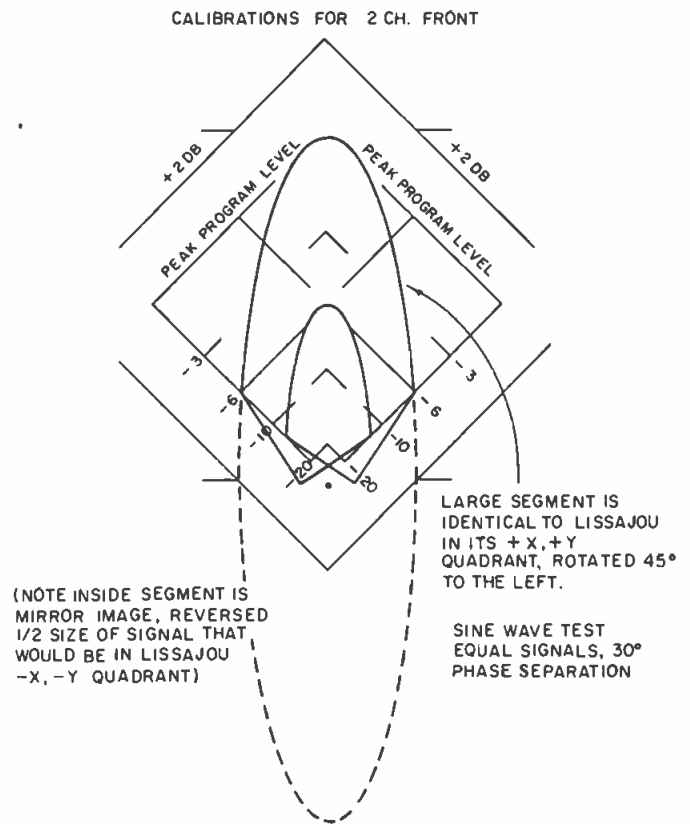 CALIBRATIONS FOR 2 CH. FRONT
+ 2 DB
PEAK PROGRAM LEVEL
PEAK PROGRAM LEVEL
+ 2 DB
- 3
- 6
- 10
- 20
- 3
- 6
- 10
- 20
LARGE SEGMENT IS
IDENTICAL TO LISSAJOU
IN ITS + X, + Y
QUADRANT, ROTATED 45°
TO THE LEFT.
(NOTE INSIDE SEGMENT IS
MIRROR IMAGE, REVERSED
1/2 SIZE OF SIGNAL THAT
WOULD BE IN LISSAJOU
-X, -Y QUADRANT)
SINE WAVE TEST
EQUAL SIGNALS, 30°
PHASE SEPARATION